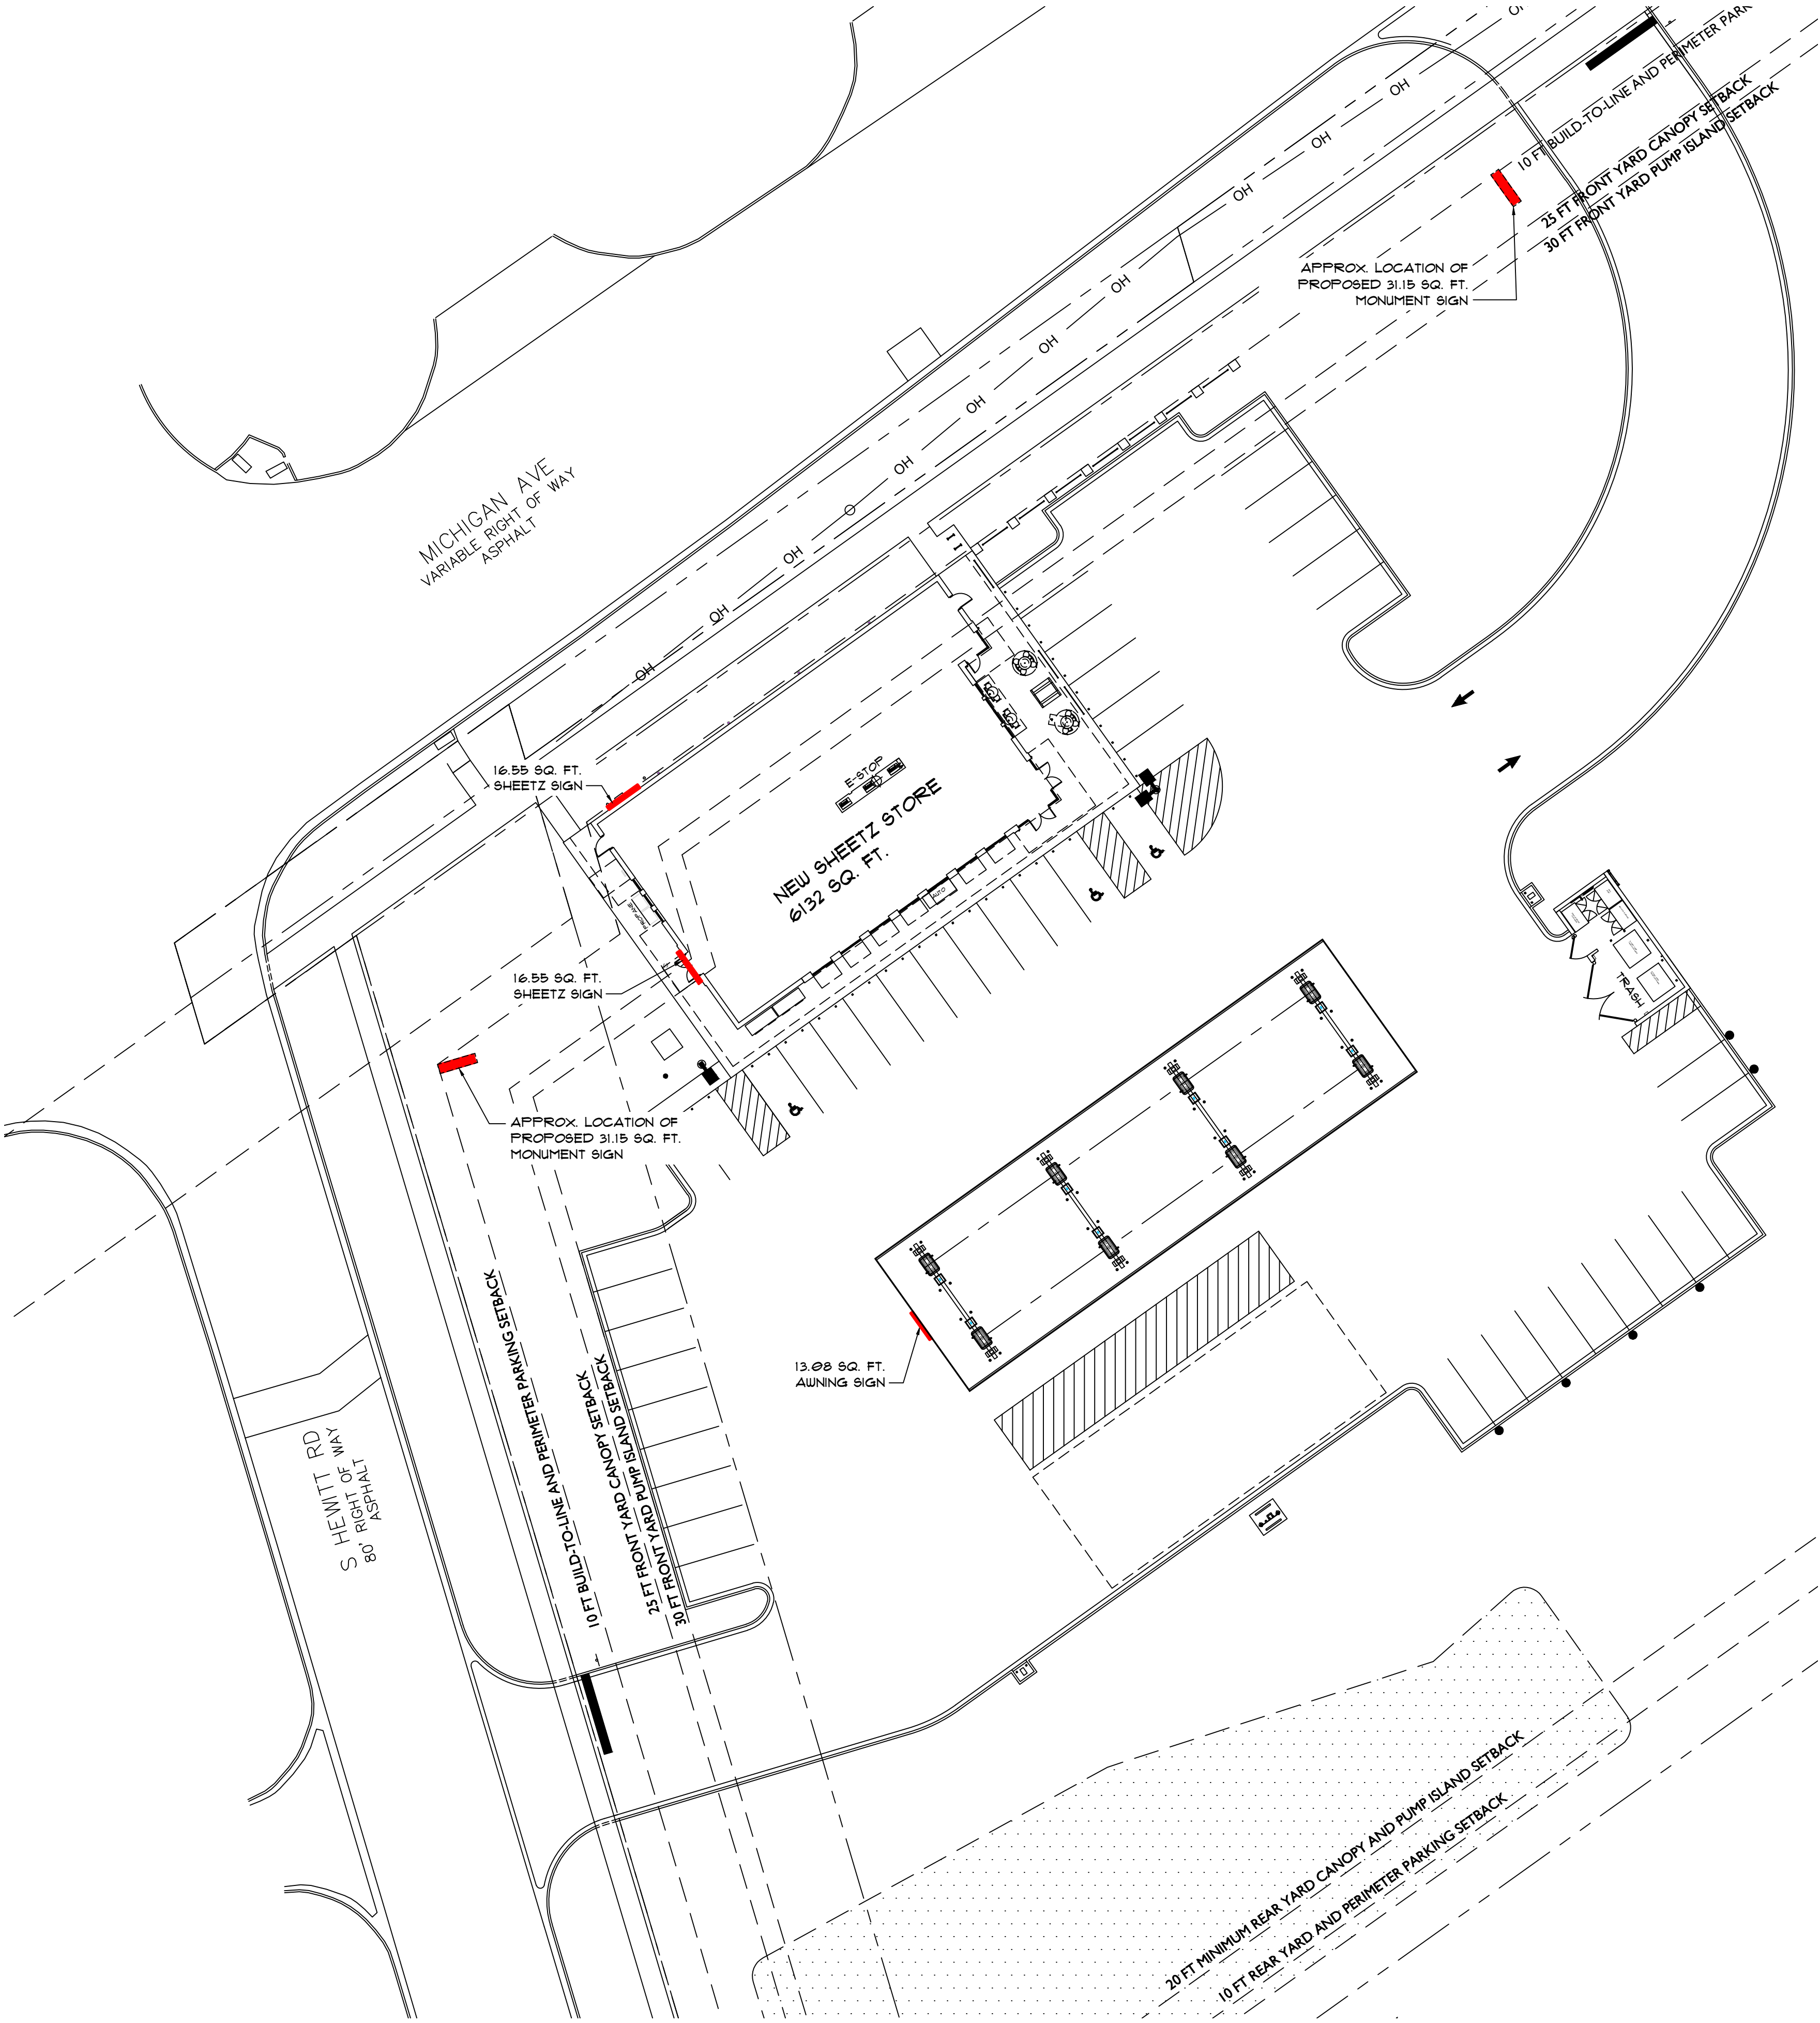 OH
10 FT BUILD-TO-LINE AND PERIMETER
25 FT FRONT YARD CANOPY SETBACK
30 FT FRONT YARD PUMP ISLAND SETBACK
OH
OH
OH
APPROX. LOCATION OF
PROPOSED 31.15 SQ. FT.
MONUMENT SIGN
OH
OH
OH
OH
OH
OH
OH
MICHIGAN AVE
VARIABLE RIGHT OF WAY
ASPHALT
16.55 SQ. FT.
SHEETZ SIGN
E-STOP
NEW SHEETZ STORE
6132 SQ. FT.
AUTO
PROPANE
16.55 SQ. FT.
SHEETZ SIGN
TRASH
APPROX. LOCATION OF
PROPOSED 31.15 SQ. FT.
MONUMENT SIGN
13.08 SQ. FT.
AWNING SIGN
10 FT BUILD-TO-LINE AND PERIMETER PARKING SETBACK
25 FT FRONT YARD CANOPY SETBACK
30 FT FRONT YARD PUMP ISLAND SETBACK
S HEWITT RD
80' RIGHT OF WAY
ASPHALT
20 FT MINIMUM REAR YARD CANOPY AND PUMP ISLAND SETBACK
10 FT REAR YARD AND PERIMETER PARKING SETBACK